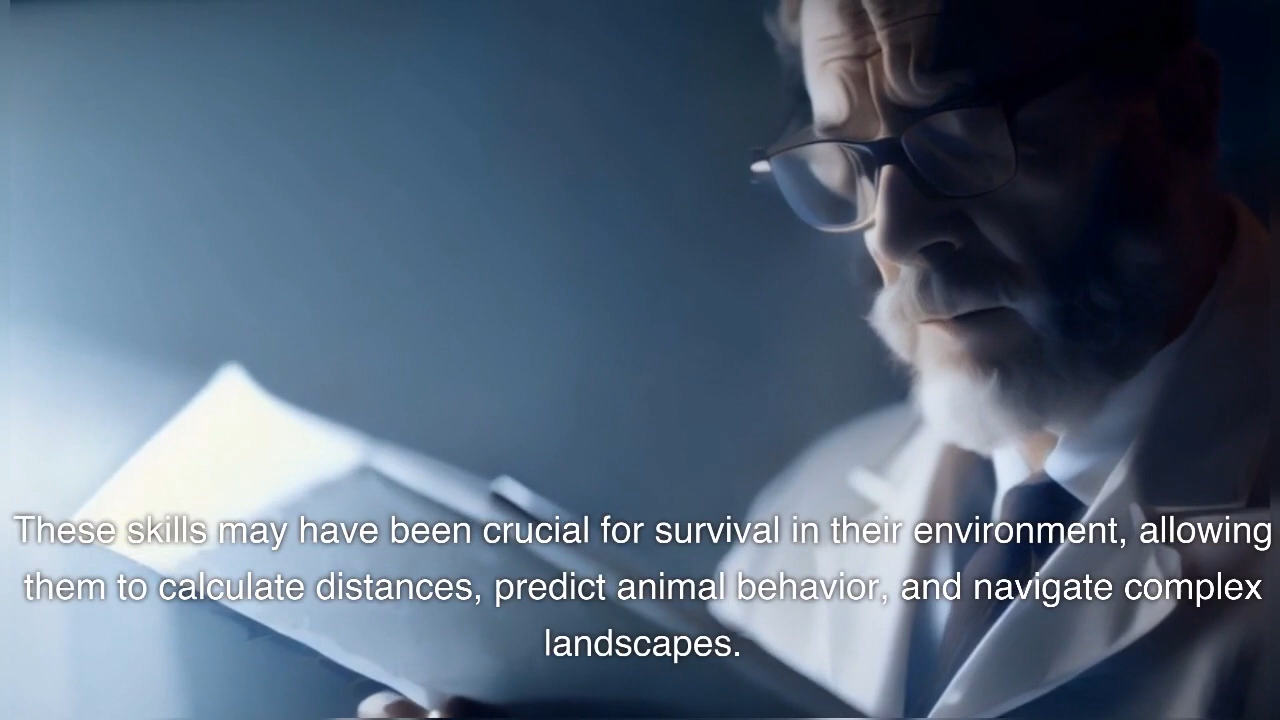 These skills may have been crucial for survival in their environment, allowing
them to calculate distances, predict animal behavior, and navigate complex
landscapes.